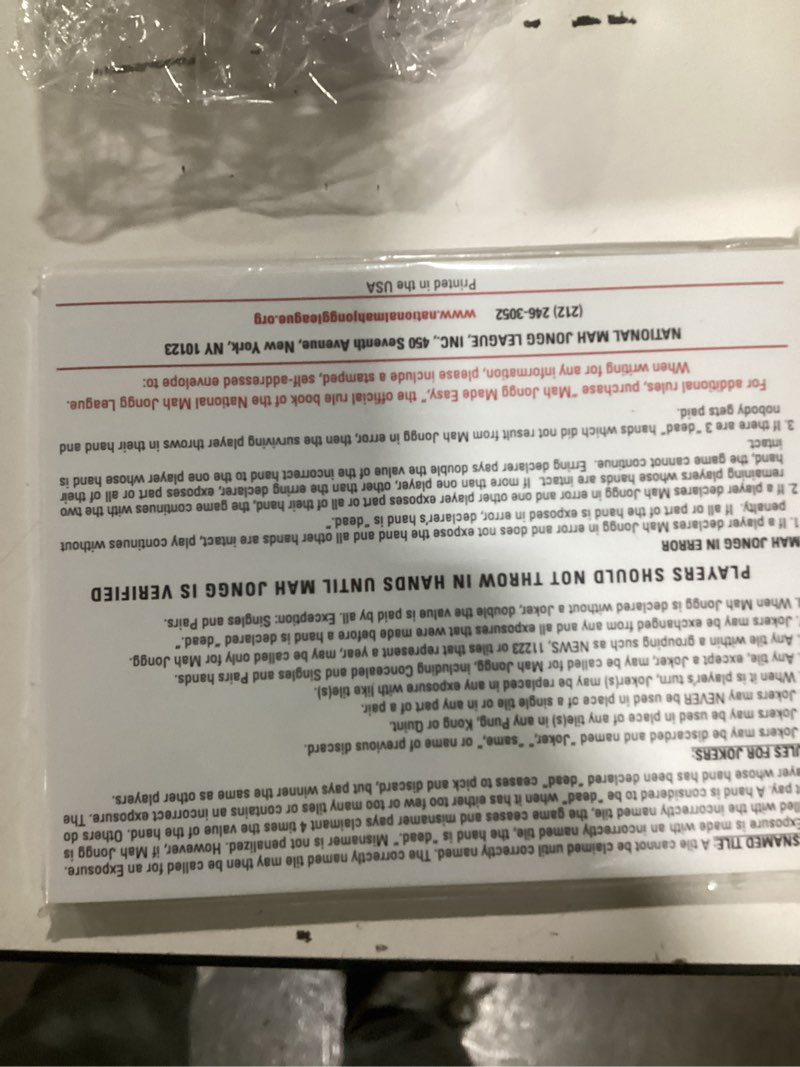 SNAMED TILE: A tile cannot be claimed until correctly named. The correctly named tile may then be called for an Exposure.
Exposure is made with an incorrectly named tile, the hand is "dead." Misnamer is not penalized. However, if Mah Jongg is
lled with the incorrectly named tile, the game ceases and misnamer pays claimant 4 times the value of the hand. Others do
t pay. A hand is considered to be "dead" when it has either too few or too many tiles or contains an incorrect exposure. The
ayer whose hand has been declared "dead" ceases to pick and discard, but pays winner the same as other players.
ULES FOR JOKERS:
Jokers may be discarded and named "Joker," "same," or name of previous discard.
Jokers may be used in place of any tile(s) in any Pung, Kong or Quint.
Jokers may NEVER be used in place of a single tile or in any part of a pair.
When it is player's turn, Joker(s) may be replaced in any exposure with like tile(s).
Any tile, except a Joker, may be called for Mah Jongg, including Concealed and Singles and Pairs hands.
Any tile within a grouping such as NEWS, 11223 or tiles that represent a year, may be called only for Mah Jongg.
Jokers may be exchanged from any and all exposures that were made before a hand is declared "dead."
When Mah Jongg is declared without a Joker, double the value is paid by all. Exception: Singles and Pairs.
PLAYERS SHOULD NOT THROW IN HANDS UNTIL MAH JONGG IS VERIFIED
MAH JONGG IN ERROR
1. If a player declares Mah Jongg in error and does not expose the hand and all other hands are intact, play continues without
penalty. If all or part of the hand is exposed in error, declarer's hand is "dead."
2. If a player declares Mah Jongg in error and one other player exposes part or all of their hand, the game continues with the two
remaining players whose hands are intact. If more than one player, other than the erring declarer, exposes part or all of their
hand, the game cannot continue. Erring declarer pays double the value of the incorrect hand to the one player whose hand is
intact.
3. If there are 3 "dead" hands which did not result from Mah Jongg in error, then the surviving player throws in their hand and
nobody gets paid.
For additional rules, purchase "Mah Jongg Made Easy," the official rule book of the National Mah Jongg League.
When writing for any information, please include a stamped, self-addressed envelope to:
NATIONAL MAH JONGG LEAGUE, INC., 450 Seventh Avenue, New York, NY 10123
(212) 246-3052 www.nationalmahjonggleague.org
Printed in the USA